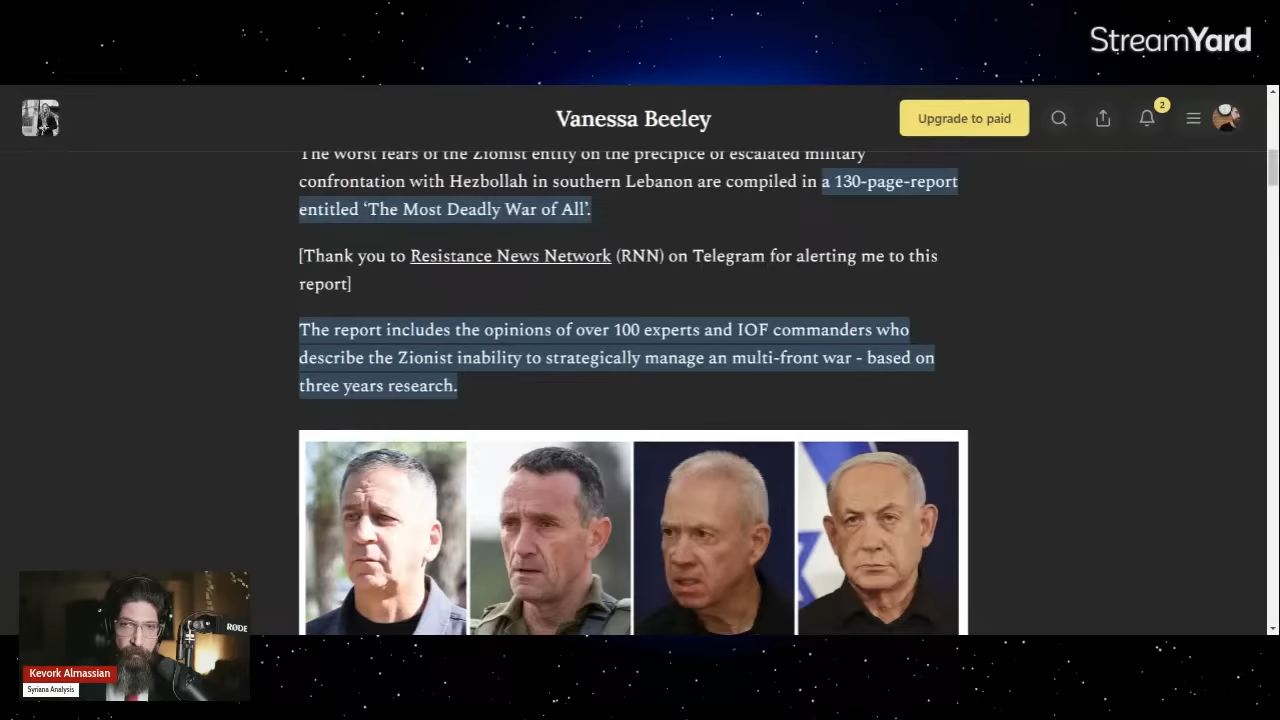 StreamYard
Vanessa Beeley
Upgrade to paid
2
The worst fears of the Zionist entity on the precipice of escalated military
confrontation with Hezbollah in southern Lebanon are compiled in a 130-page-report
entitled ‘The Most Deadly War of All’.
[Thank you to Resistance News Network (RNN) on Telegram for alerting me to this
report]
The report includes the opinions of over 100 experts and IOF commanders who
describe the Zionist inability to strategically manage an multi-front war - based on
three years research.
RØDE
Kevork Almassian
Syriana Analysis